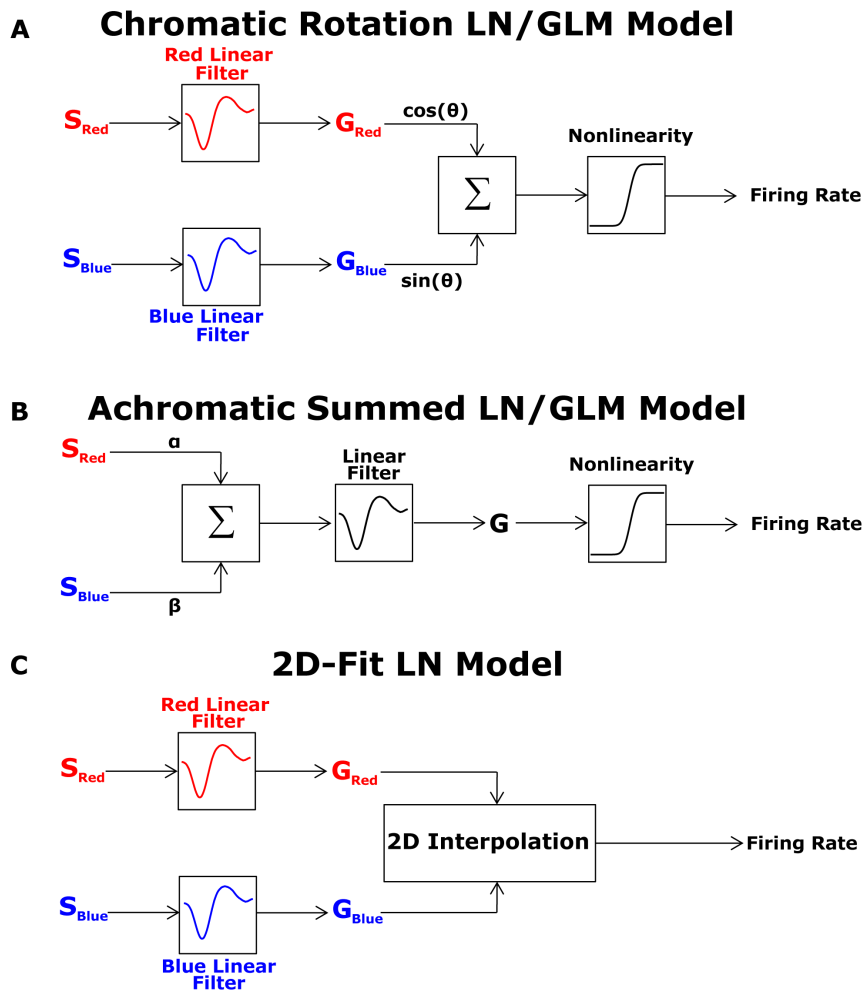 A
Chromatic Rotation LN/GLM Model
Red Linear
Filter
S Red
G Red
cos(θ)
Σ
Nonlinearity
Firing Rate
S Blue
G Blue
sin(θ)
Blue Linear
Filter
B
Achromatic Summed LN/GLM Model
S Red
α
Σ
Linear
Filter
G
Nonlinearity
Firing Rate
S Blue
β
C
2D-Fit LN Model
Red Linear
Filter
S Red
G Red
2D Interpolation
Firing Rate
S Blue
G Blue
Blue Linear
Filter